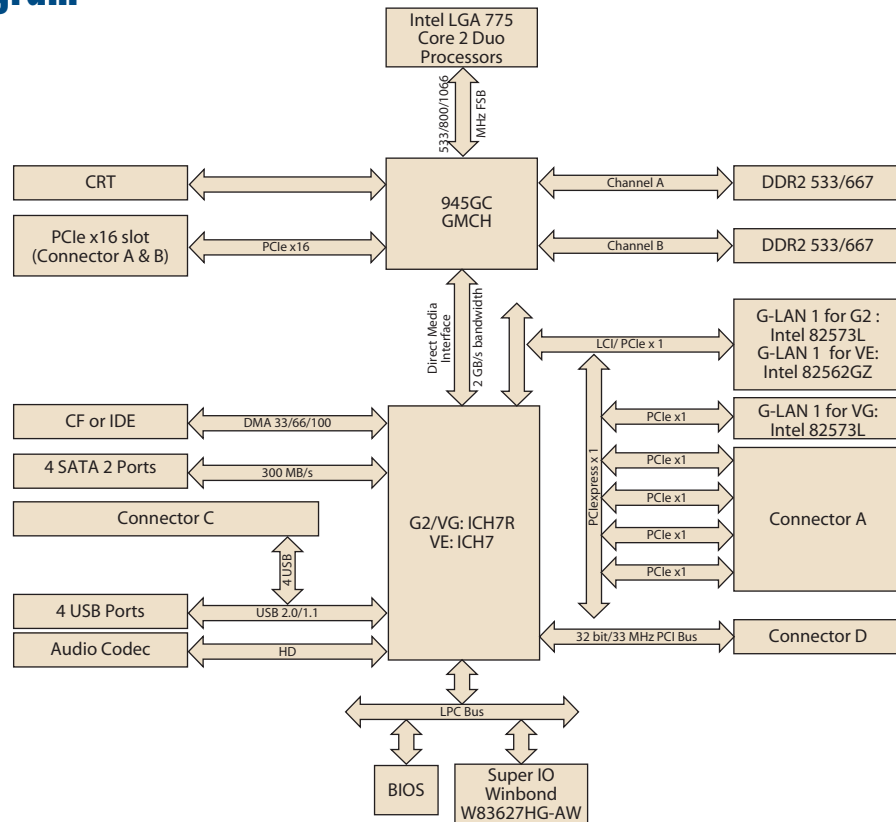 Intel LGA 775
Core 2 Duo
Processors
533/800/1066
MHz FSB
CRT
945GC
GMCH
Channel A
DDR2 533/667
PCIe x16 slot
(Connector A & B)
PCIe x16
Channel B
DDR2 533/667
Direct Media
Interface
2 GB/s bandwidth
LCI/ PCIe x 1
G-LAN 1 for G2 :
Intel 82573L
G-LAN 1 for VE:
Intel 82562GZ
CF or IDE
DMA 33/66/100
PCIe x1
G-LAN 1 for VG:
Intel 82573L
4 SATA 2 Ports
300 MB/s
PCIexpress x 1
PCIe x1
PCIe x1
PCIe x1
PCIe x1
Connector A
Connector C
G2/VG: ICH7R
VE: ICH7
4 USB
4 USB Ports
USB 2.0/1.1
Audio Codec
HD
32 bit/33 MHz PCI Bus
Connector D
LPC Bus
BIOS
Super IO
Winbond
W83627HG-AW